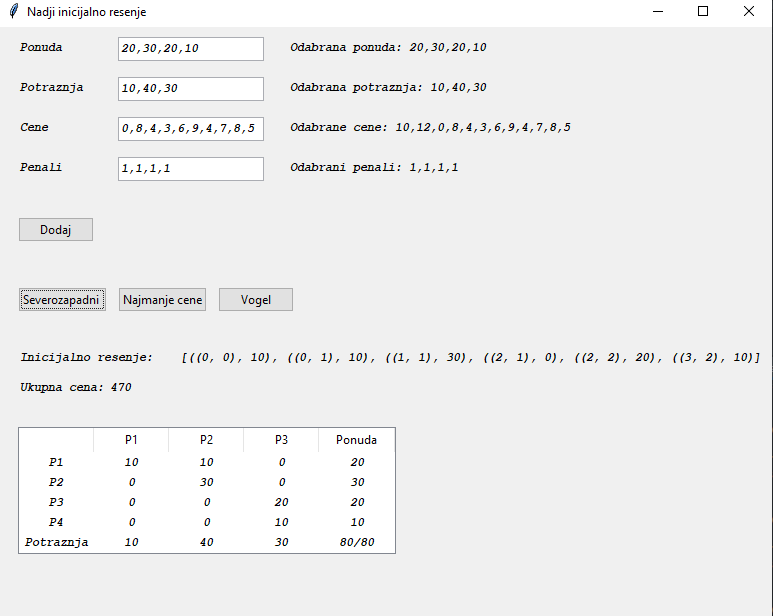 Nadji inicijalno resenje
Ponuda 20,30,20,10 Odabrana ponuda: 20,30,20,10
Potraznja 10,40,30 Odabrana potraznja: 10,40,30
Cene 0,8,4,3,6,9,4,7,8,5 Odabrane cene: 10,12,0,8,4,3,6,9,4,7,8,5
Penali 1,1,1,1 Odabrani penali: 1,1,1,1
Dodaj
Severozapadni Najmanje cene Vogel
Inicijalno resenje: [((0, 0), 10), ((0, 1), 10), ((1, 1), 30), ((2, 1), 0), ((2, 2), 20), ((3, 2), 10)]
Ukupna cena: 470
P1 P2 P3 Ponuda
P1 10 10 0 20
P2 0 30 0 30
P3 0 0 20 20
P4 0 0 10 10
Potraznja 10 40 30 80/80